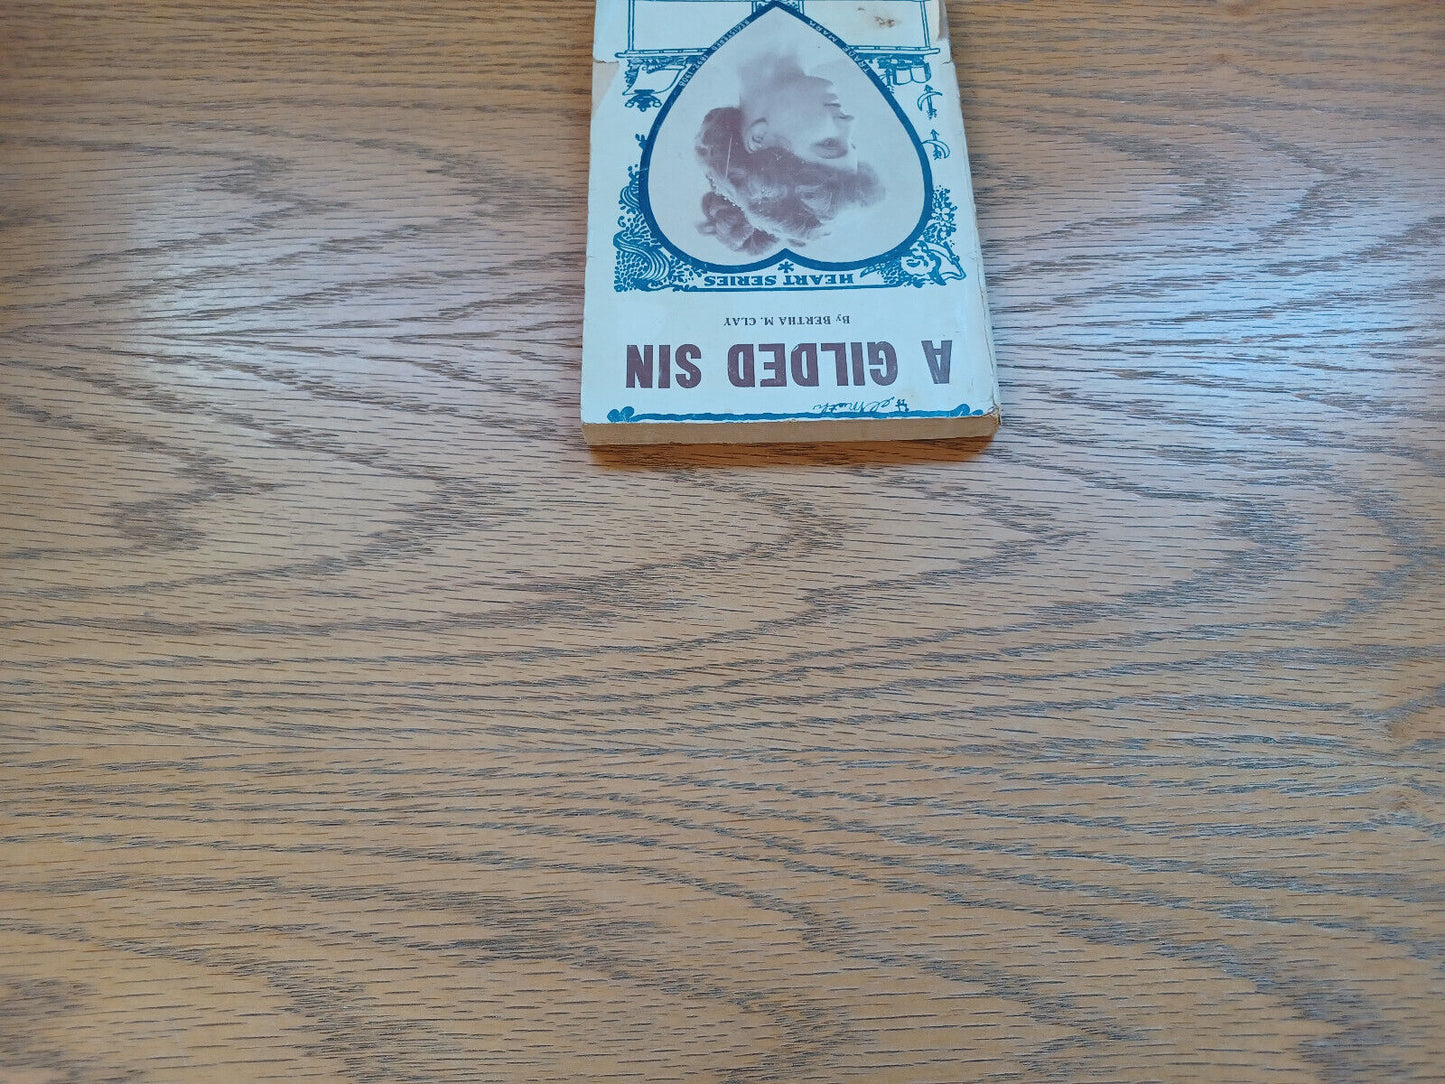 A GILDED SIN
By BERTHA M. CLAY
HEART SERIES